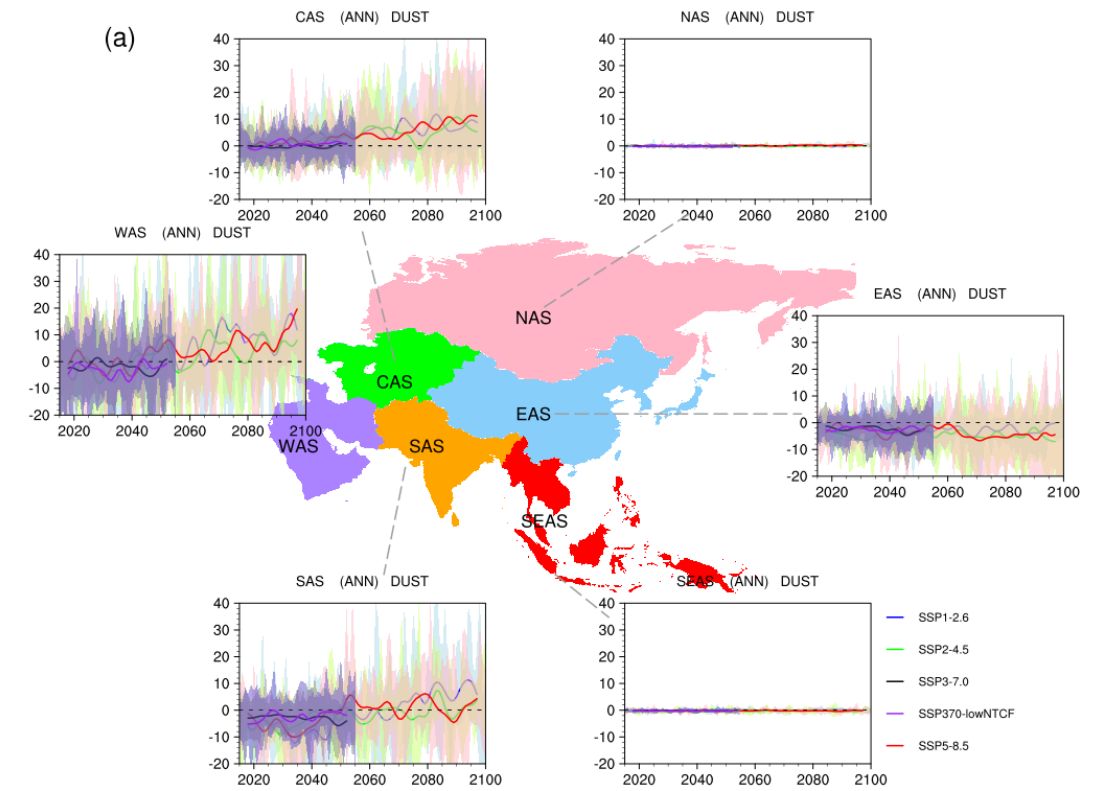 CAS (ANN) DUST
NAS (ANN) DUST
(a)
40
30
20
10
0
-10
-20
2020 2040 2060 2080 2100
40
30
20
10
0
-10
-20
2020 2040 2060 2080 2100
WAS (ANN) DUST
40
30
20
10
0
-10
-20
2020 2040 2060 2080 2100
EAS (ANN) DUST
40
30
20
10
0
-10
-20
2020 2040 2060 2080 2100
NAS
CAS
EAS
WAS
SAS
SEAS
SAS (ANN) DUST
40
30
20
10
0
-10
-20
2020 2040 2060 2080 2100
SEAS (ANN) DUST
40
30
20
10
0
-10
-20
2020 2040 2060 2080 2100
SSP1-2.6
SSP2-4.5
SSP3-7.0
SSP370-lowNTCF
SSP5-8.5